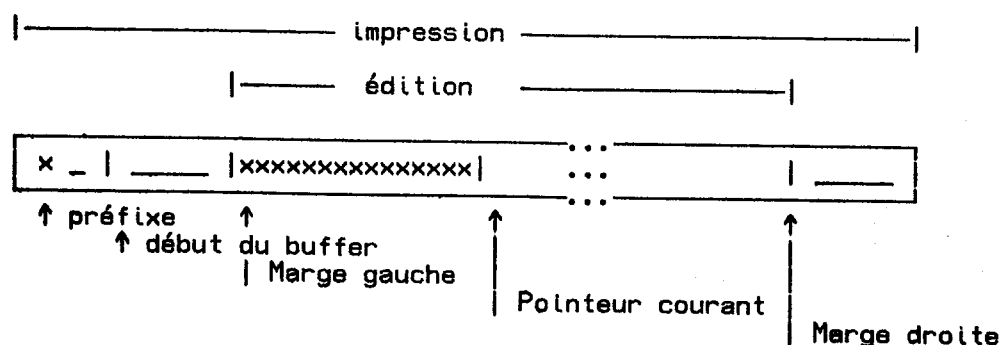 impression
édition
x _ | ____ |xxxxxxxxxxxxxxx| ... | ____
préfixe
début du buffer
Marge gauche
Pointeur courant
Marge droite